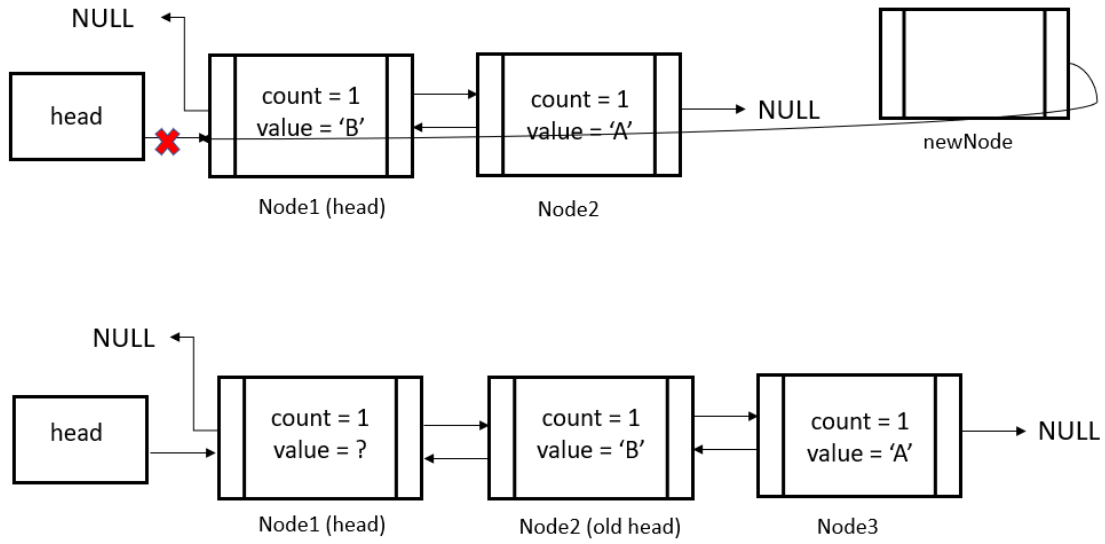 NULL
head
count = 1
value = ‘B’
count = 1
value = ‘A’
NULL
newNode
Node1 (head)
Node2
NULL
head
count = 1
value = ?
count = 1
value = ‘B’
count = 1
value = ‘A’
NULL
Node1 (head)
Node2 (old head)
Node3